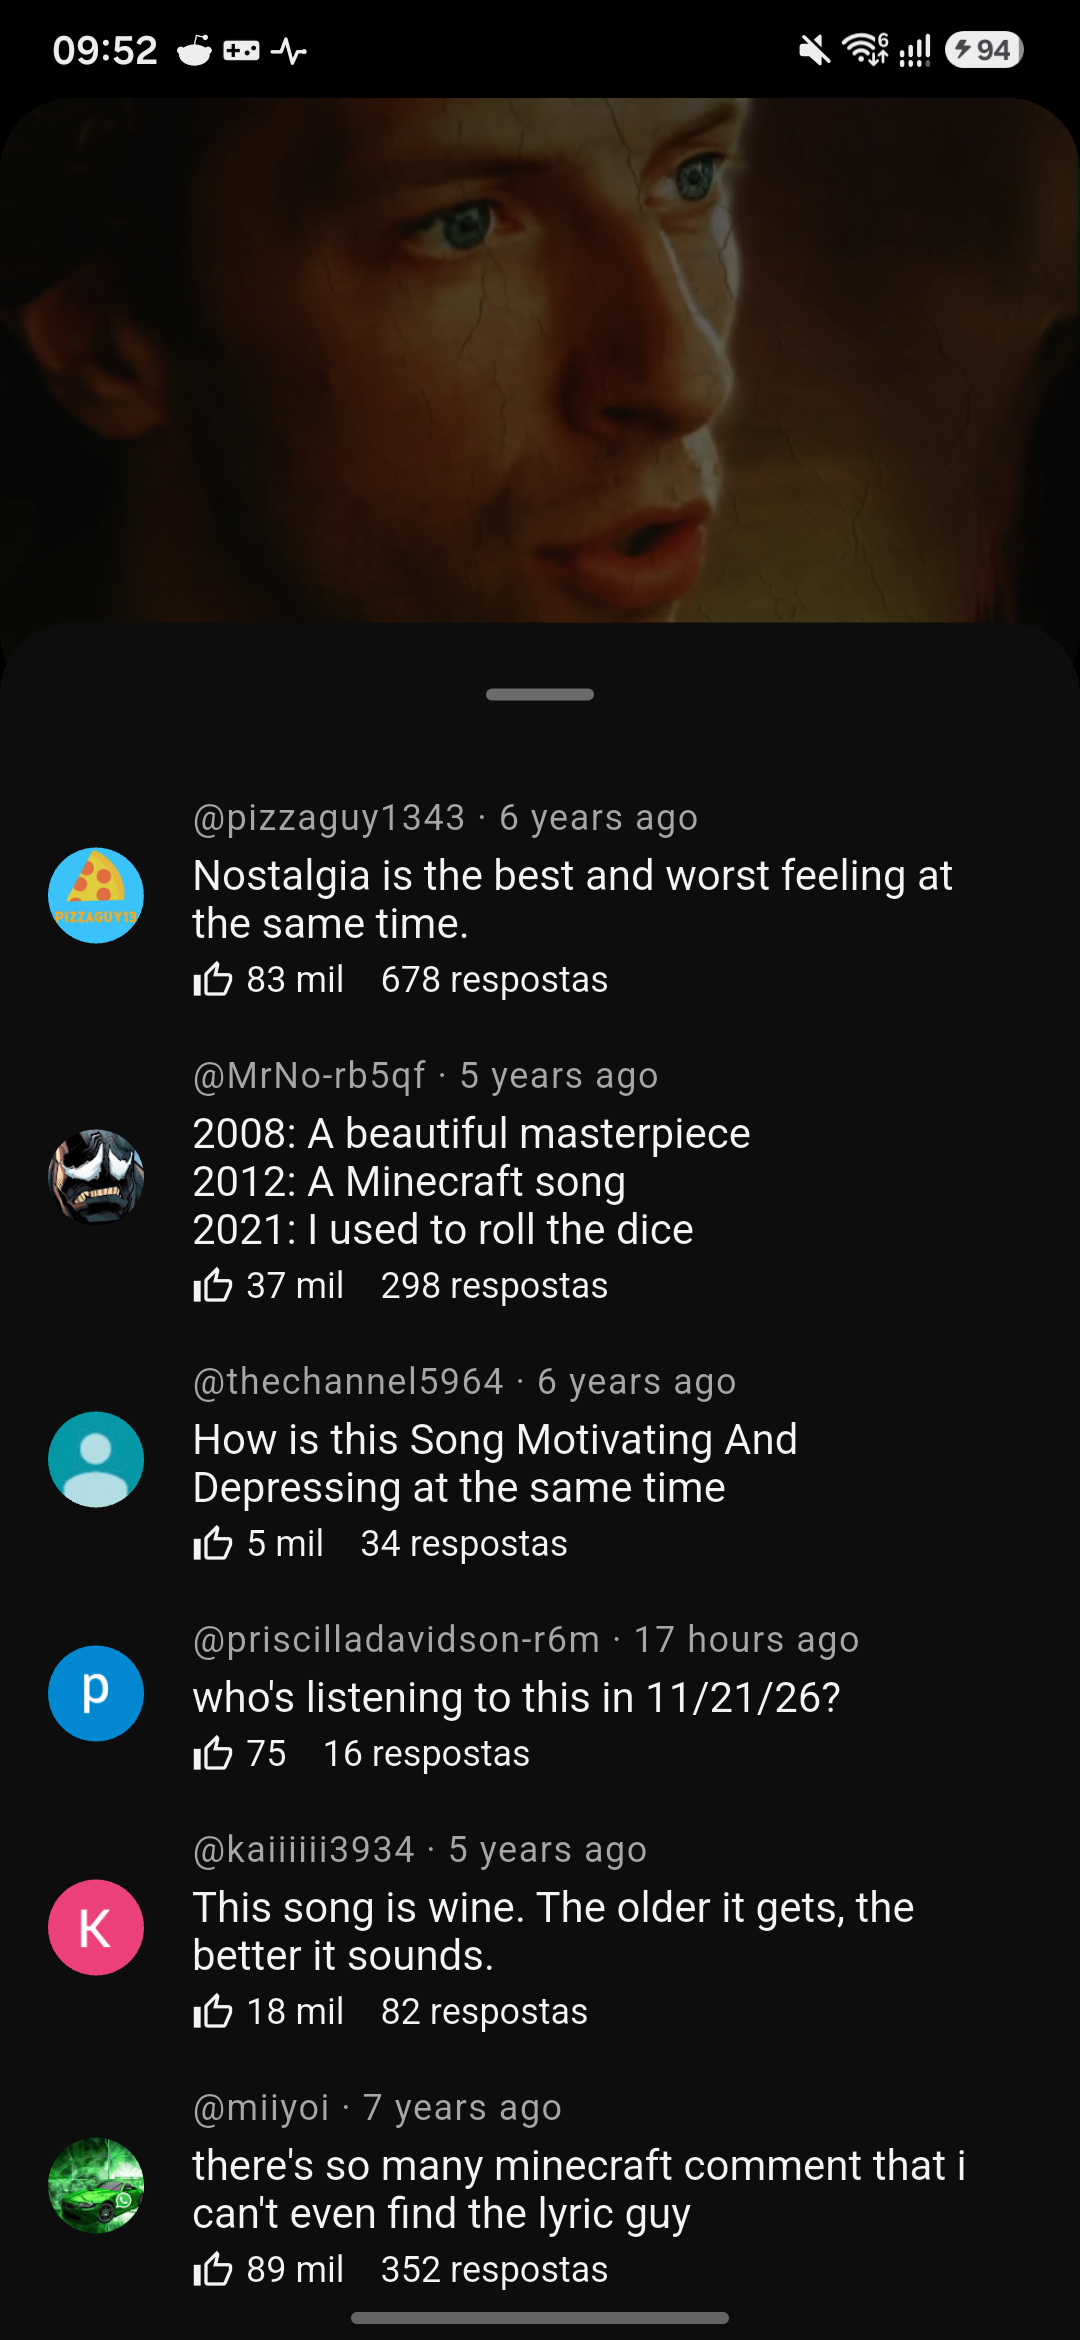 09:52
6
94
@pizzaguy1343 · 6 years ago
PIZZAGUY13
Nostalgia is the best and worst feeling at
the same time.
83 mil 678 respostas
@MrNo-rb5qf · 5 years ago
2008: A beautiful masterpiece
2012: A Minecraft song
2021: I used to roll the dice
37 mil 298 respostas
@thechannel5964 · 6 years ago
How is this Song Motivating And
Depressing at the same time
5 mil 34 respostas
@priscilladavidson-r6m · 17 hours ago
p
who's listening to this in 11/21/26?
75 16 respostas
@kaiiiiii3934 · 5 years ago
K
This song is wine. The older it gets, the
better it sounds.
18 mil 82 respostas
@miiyoi · 7 years ago
there's so many minecraft comment that i
can't even find the lyric guy
89 mil 352 respostas